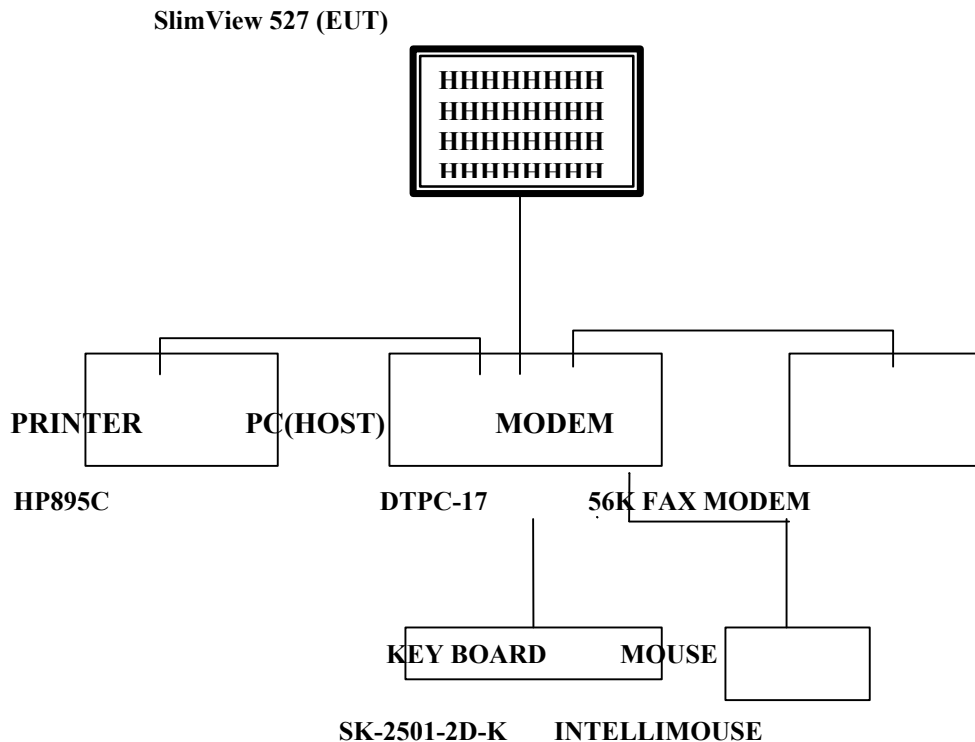 SlimView 527 (EUT)
HHHHHHHH
HHHHHHHH
HHHHHHHH
HHHHHHHH
PRINTER PC(HOST) MODEM
HP895C DTPC-17 56K FAX MODEM
KEY BOARD MOUSE
SK-2501-2D-K INTELLIMOUSE